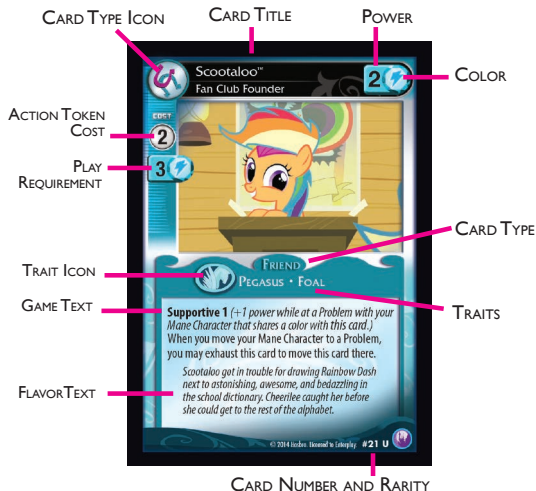 CARD TYPE ICON
CARD TITLE
POWER
Scootaloo™
Fan Club Founder
2
COLOR
COST
ACTION TOKEN
COST
2
PLAY
REQUIREMENT
3
CARD TYPE
FRIEND
TRAIT ICON
PEGASUS • FOAL
TRAITS
GAME TEXT
Supportive 1 (+1 power while at a Problem with your
Mane Character that shares a color with this card.)
When you move your Mane Character to a Problem,
you may exhaust this card to move this card there.
Scootaloo got in trouble for drawing Rainbow Dash
next to astonishing, awesome, and bedazzling in
the school dictionary. Cheerilee caught her before
she could get to the rest of the alphabet.
FLAVOR TEXT
© 2014 Hasbro. Licensed to Enterplay.
#21 U
CARD NUMBER AND RARITY